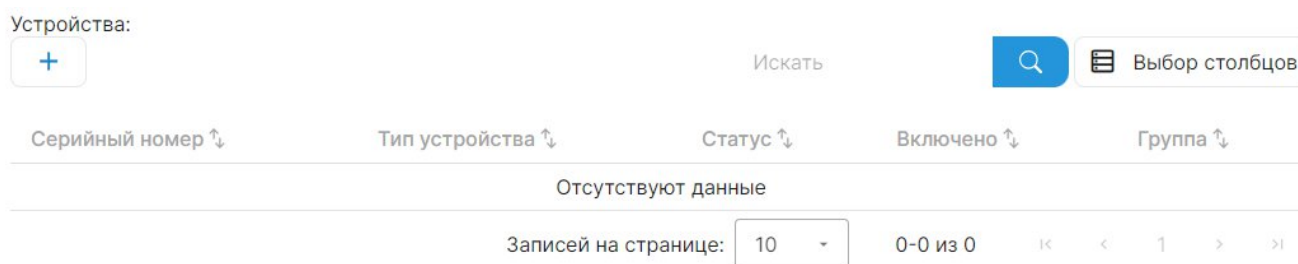 Устройства:
+ Искать Выбор столбцов
Серийный номер Тип устройства Статус Включено Группа
Отсутствуют данные
Записей на странице: 10 0-0 из 0 1